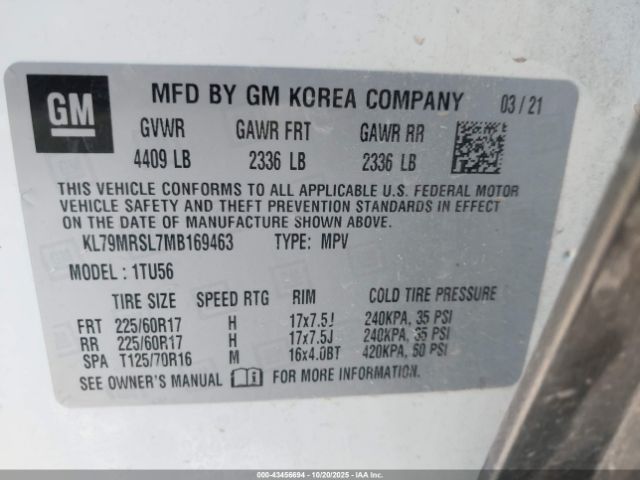 GM MFD BY GM KOREA COMPANY 03/21
GVWR GAWR FRT GAWR RR
4409 LB 2336 LB 2336 LB
THIS VEHICLE CONFORMS TO ALL APPLICABLE U.S. FEDERAL MOTOR
VEHICLE SAFETY AND THEFT PREVENTION STANDARDS IN EFFECT
ON THE DATE OF MANUFACTURE SHOWN ABOVE.
KL79MRSL7MB169463 TYPE: MPV
MODEL: 1TU56
TIRE SIZE SPEED RTG RIM COLD TIRE PRESSURE
FRT 225/60R17 H 17x7.5J 240KPA, 35 PSI
RR 225/60R17 H 17x7.5J 240KPA, 35 PSI
SPA T125/70R16 M 16x4.0BT 420KPA, 60 PSI
SEE OWNER'S MANUAL FOR MORE INFORMATION.
000-43456694 | 10/20/2025 | IAAI.com